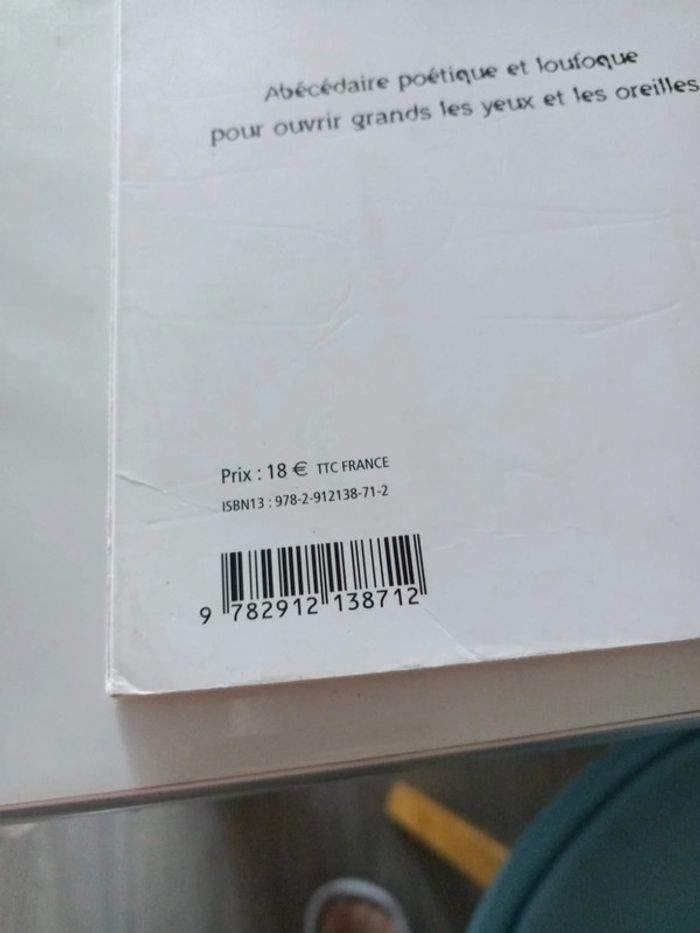 Abécédaire poétique et loufoque
pour ouvrir grands les yeux et les oreilles
Prix : 18 € TTC FRANCE
ISBN13 : 978-2-912138-71-2
9 782912 138712